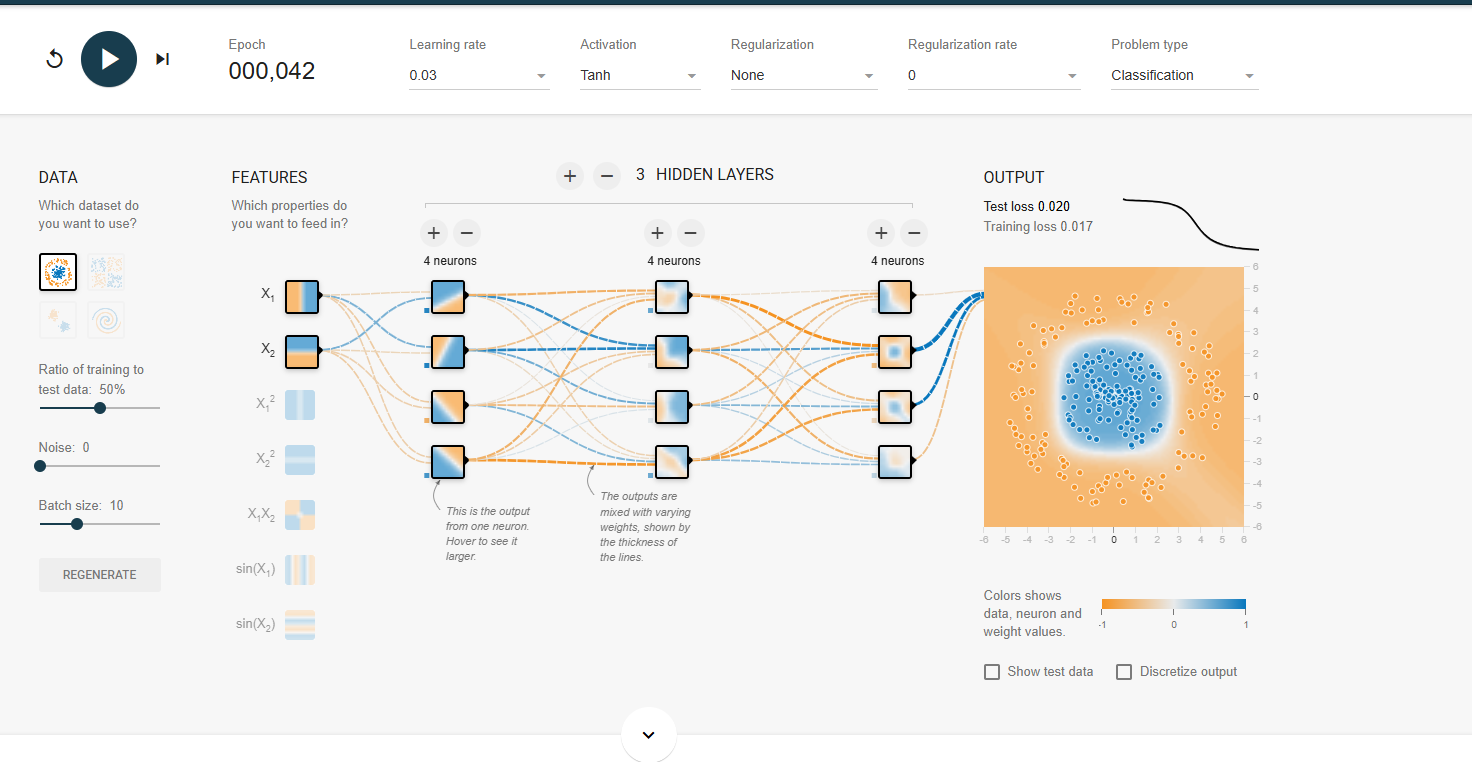 Epoch
000,042
Learning rate
0.03
Activation
Tanh
Regularization
None
Regularization rate
0
Problem type
Classification
DATA
Which dataset do
you want to use?
Ratio of training to
test data: 50%
Noise: 0
Batch size: 10
REGENERATE
FEATURES
Which properties do
you want to feed in?
X1
X2
X1²
X2²
X1X2
sin(X1)
sin(X2)
+ − 3 HIDDEN LAYERS
+ −
4 neurons
+ −
4 neurons
+ −
4 neurons
This is the output
from one neuron.
Hover to see it
larger.
The outputs are
mixed with varying
weights, shown by
the thickness of
the lines.
OUTPUT
Test loss 0.020
Training loss 0.017
6
5
4
3
2
1
0
-1
-2
-3
-4
-5
-6
-6 -5 -4 -3 -2 -1 0 1 2 3 4 5 6
Colors shows
data, neuron and
weight values.
-1 0 1
Show test data
Discretize output